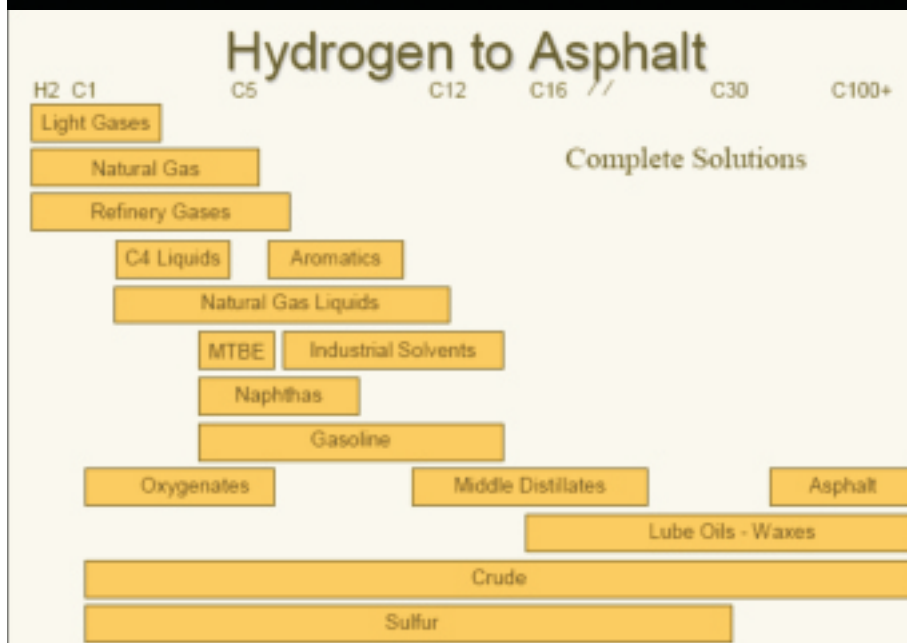 Hydrogen to Asphalt
H2 C1 C5 C12 C16 // C30 C100+
Light Gases
Complete Solutions
Natural Gas
Refinery Gases
C4 Liquids Aromatics
Natural Gas Liquids
MTBE Industrial Solvents
Naphthas
Gasoline
Oxygenates Middle Distillates Asphalt
Lube Oils - Waxes
Crude
Sulfur